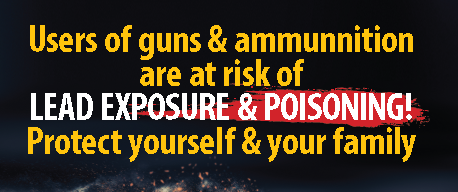 Users of guns & ammunnition
are at risk of
LEAD EXPOSURE & POISONING!
Protect yourself & your family